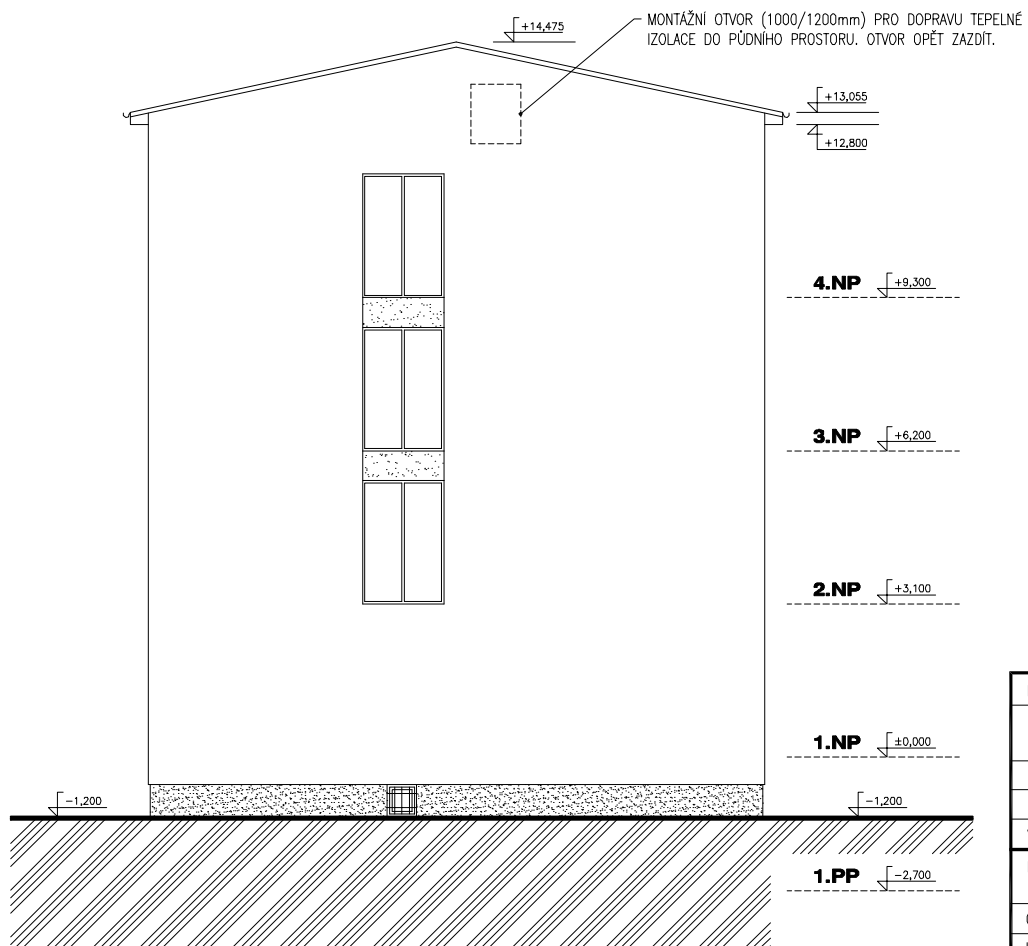 +14,475
MONTÁŽNÍ OTVOR (1000/1200mm) PRO DOPRAVU TEPELNÉ
IZOLACE DO PŮDNÍHO PROSTORU. OTVOR OPĚT ZAZDÍT.
+13,055
+12,800
4.NP +9,300
3.NP +6,200
2.NP +3,100
1.NP ±0,000
-1,200
-1,200
1.PP -2,700